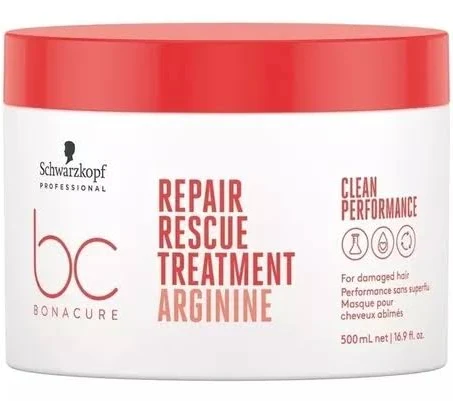 Schwarzkopf
PROFESSIONAL
bc
BONACURE
REPAIR
RESCUE
TREATMENT
ARGININE
CLEAN
PERFORMANCE
For damaged hair
Performance sans superflu
Masque pour
cheveux abîmés
500 mL net | 16.9 fl. oz.